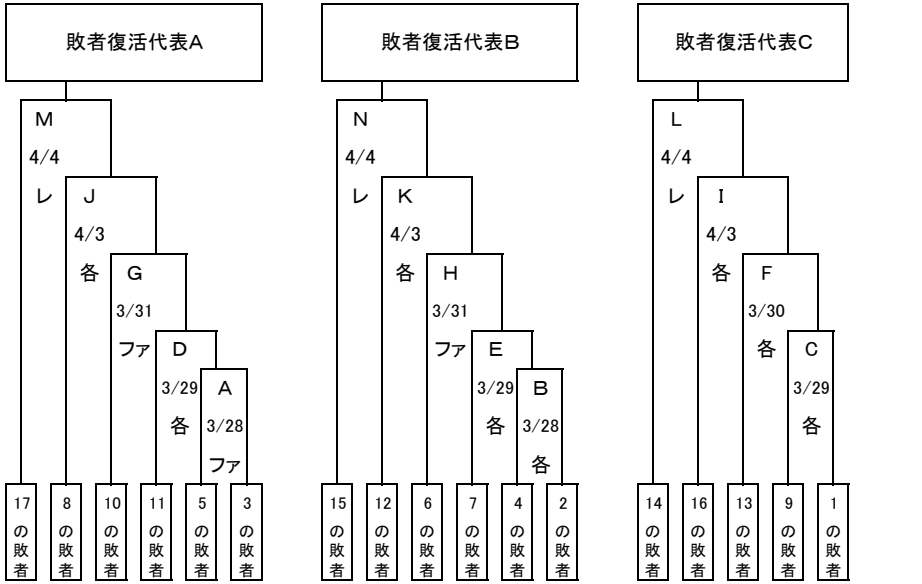 敗者復活代表A
敗者復活代表B
敗者復活代表C
M
N
L
4/4
4/4
4/4
レ
J
レ
K
レ
I
4/3
4/3
4/3
各
G
各
H
各
F
3/31
3/31
3/30
ファ
D
ファ
E
各
C
3/29
A
3/29
B
3/29
各
3/28
各
3/28
各
ファ
各
17の敗者
8の敗者
10の敗者
11の敗者
5の敗者
3の敗者
15の敗者
12の敗者
6の敗者
7の敗者
4の敗者
2の敗者
14の敗者
16の敗者
13の敗者
9の敗者
1の敗者